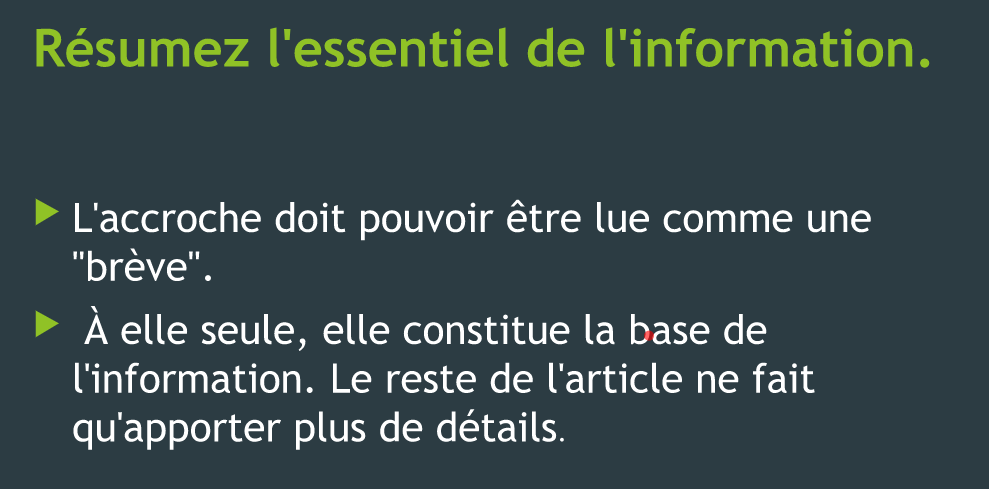 Résumez l'essentiel de l'information.
L'accroche doit pouvoir être lue comme une
"brève".
À elle seule, elle constitue la base de
l'information. Le reste de l'article ne fait
qu'apporter plus de détails.